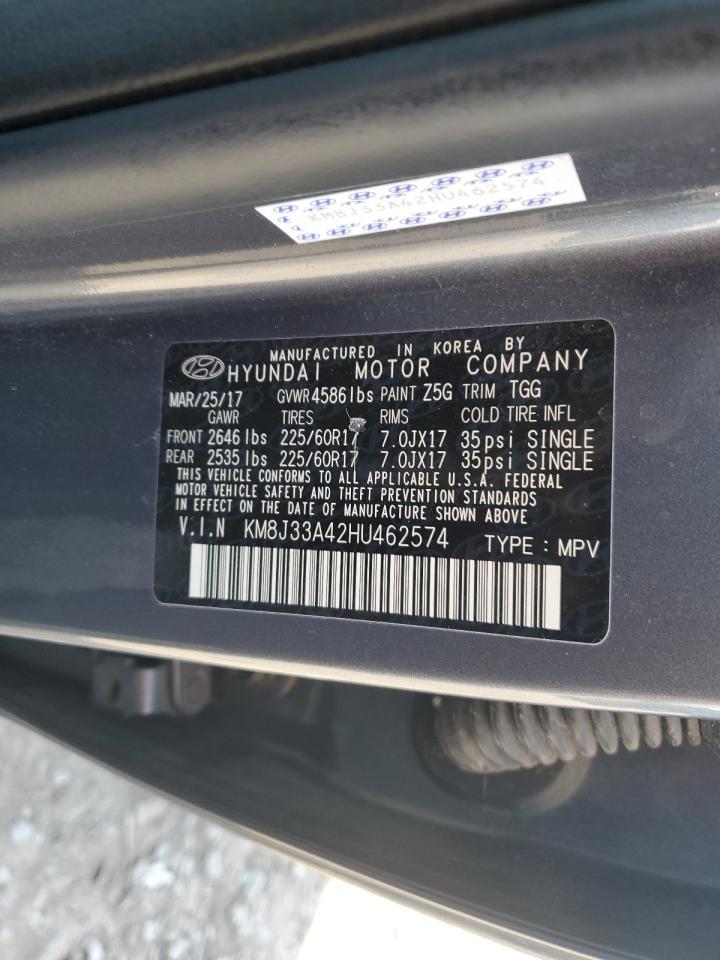 KM8J33A42HU462574
MANUFACTURED IN KOREA BY
HYUNDAI MOTOR COMPANY
MAR/25/17 GVWR 4586lbs PAINT Z5G TRIM TGG
GAWR TIRES RIMS COLD TIRE INFL
FRONT 2646 lbs 225/60R17 7.0JX17 35psi SINGLE
REAR 2535 lbs 225/60R17 7.0JX17 35psi SINGLE
THIS VEHICLE CONFORMS TO ALL APPLICABLE U.S.A. FEDERAL
MOTOR VEHICLE SAFETY AND THEFT PREVENTION STANDARDS
IN EFFECT ON THE DATE OF MANUFACTURE SHOWN ABOVE
V.I.N KM8J33A42HU462574 TYPE : MPV